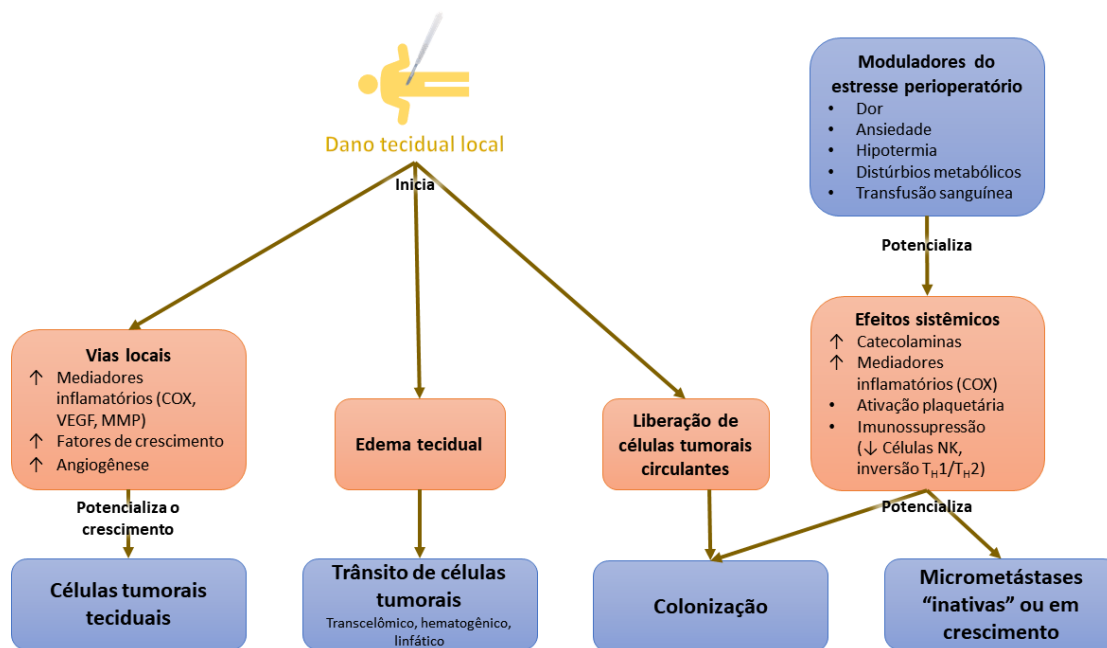 Dano tecidual local
Inicia
Moduladores do
estresse perioperatório
• Dor
• Ansiedade
• Hipotermia
• Distúrbios metabólicos
• Transfusão sanguínea
Potencializa
Vias locais
↑ Mediadores
inflamatórios (COX,
VEGF, MMP)
↑ Fatores de crescimento
↑ Angiogênese
Edema tecidual
Liberação de
células tumorais
circulantes
Efeitos sistêmicos
↑ Catecolaminas
↑ Mediadores
inflamatórios (COX)
• Ativação plaquetária
• Imunossupressão
(↓ Células NK,
inversão TH1/TH2)
Potencializa o
crescimento
Potencializa
Células tumorais
teciduais
Trânsito de células
tumorais
Transcelômico, hematogênico,
linfático
Colonização
Micrometástases
“inativas” ou em
crescimento